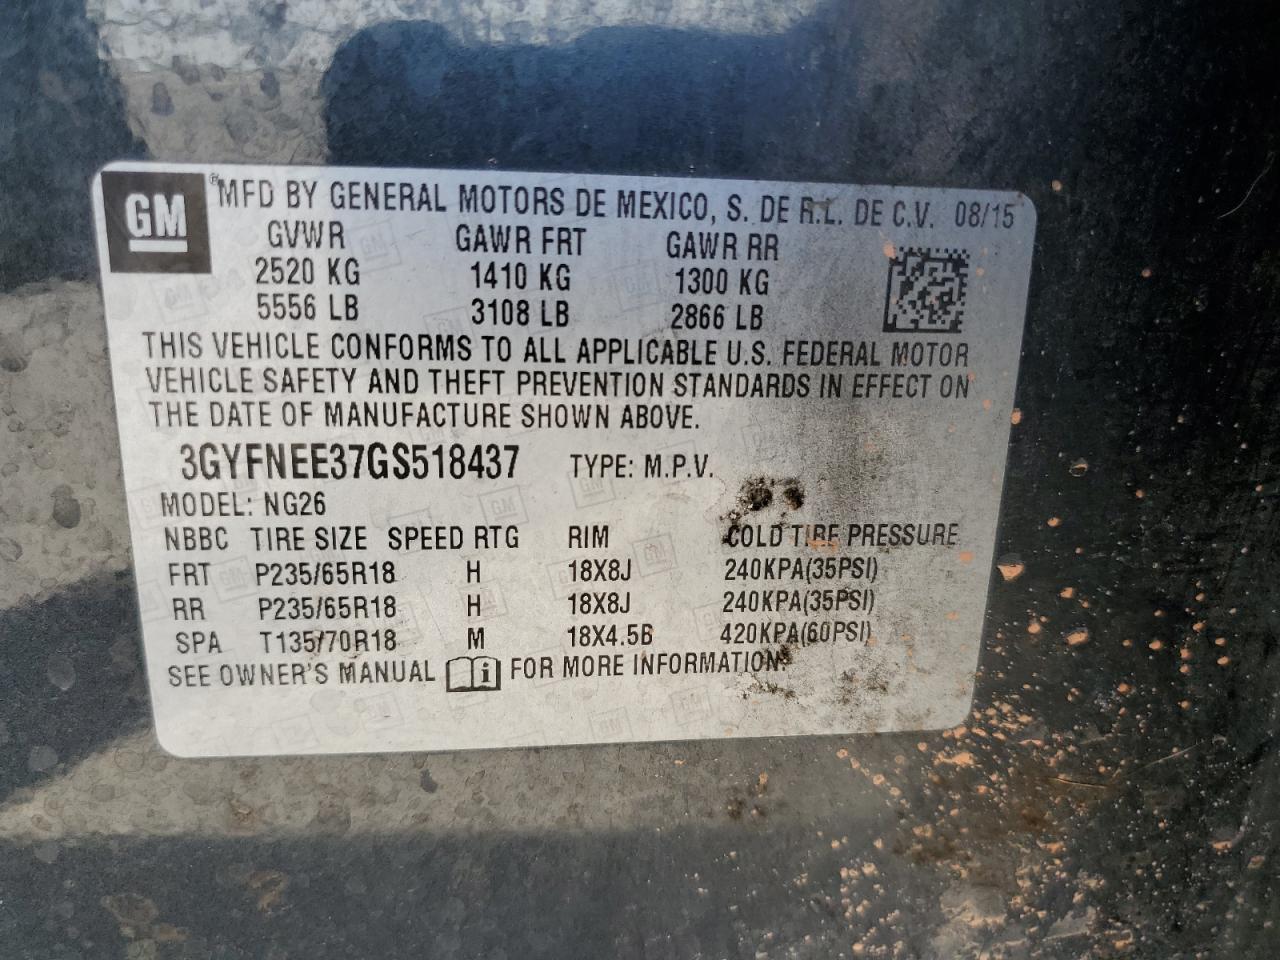 GM
® MFD BY GENERAL MOTORS DE MEXICO, S. DE R.L. DE C.V. 08/15
GVWR GAWR FRT GAWR RR
2520 KG 1410 KG 1300 KG
5556 LB 3108 LB 2866 LB
THIS VEHICLE CONFORMS TO ALL APPLICABLE U.S. FEDERAL MOTOR
VEHICLE SAFETY AND THEFT PREVENTION STANDARDS IN EFFECT ON
THE DATE OF MANUFACTURE SHOWN ABOVE.
3GYFNEE37GS518437 TYPE: M.P.V.
MODEL: NG26
NBBC TIRE SIZE SPEED RTG RIM COLD TIRE PRESSURE
FRT P235/65R18 H 18X8J 240KPA(35PSI)
RR P235/65R18 H 18X8J 240KPA(35PSI)
SPA T135/70R18 M 18X4.5B 420KPA(60PSI)
SEE OWNER'S MANUAL i FOR MORE INFORMATION.